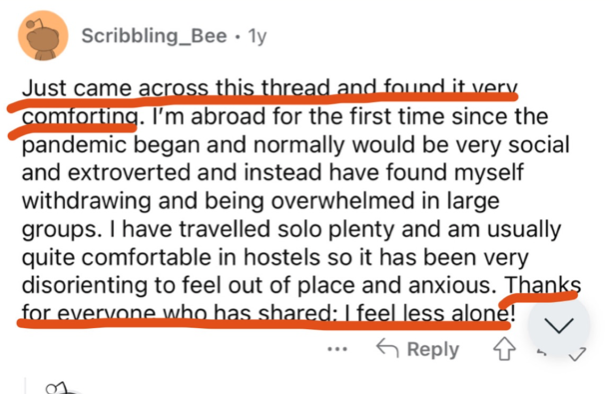 Scribbling_Bee • 1y
Just came across this thread and found it very
comforting. I'm abroad for the first time since the
pandemic began and normally would be very social
and extroverted and instead have found myself
withdrawing and being overwhelmed in large
groups. I have travelled solo plenty and am usually
quite comfortable in hostels so it has been very
disorienting to feel out of place and anxious. Thanks
for everyone who has shared; I feel less alone!
Reply